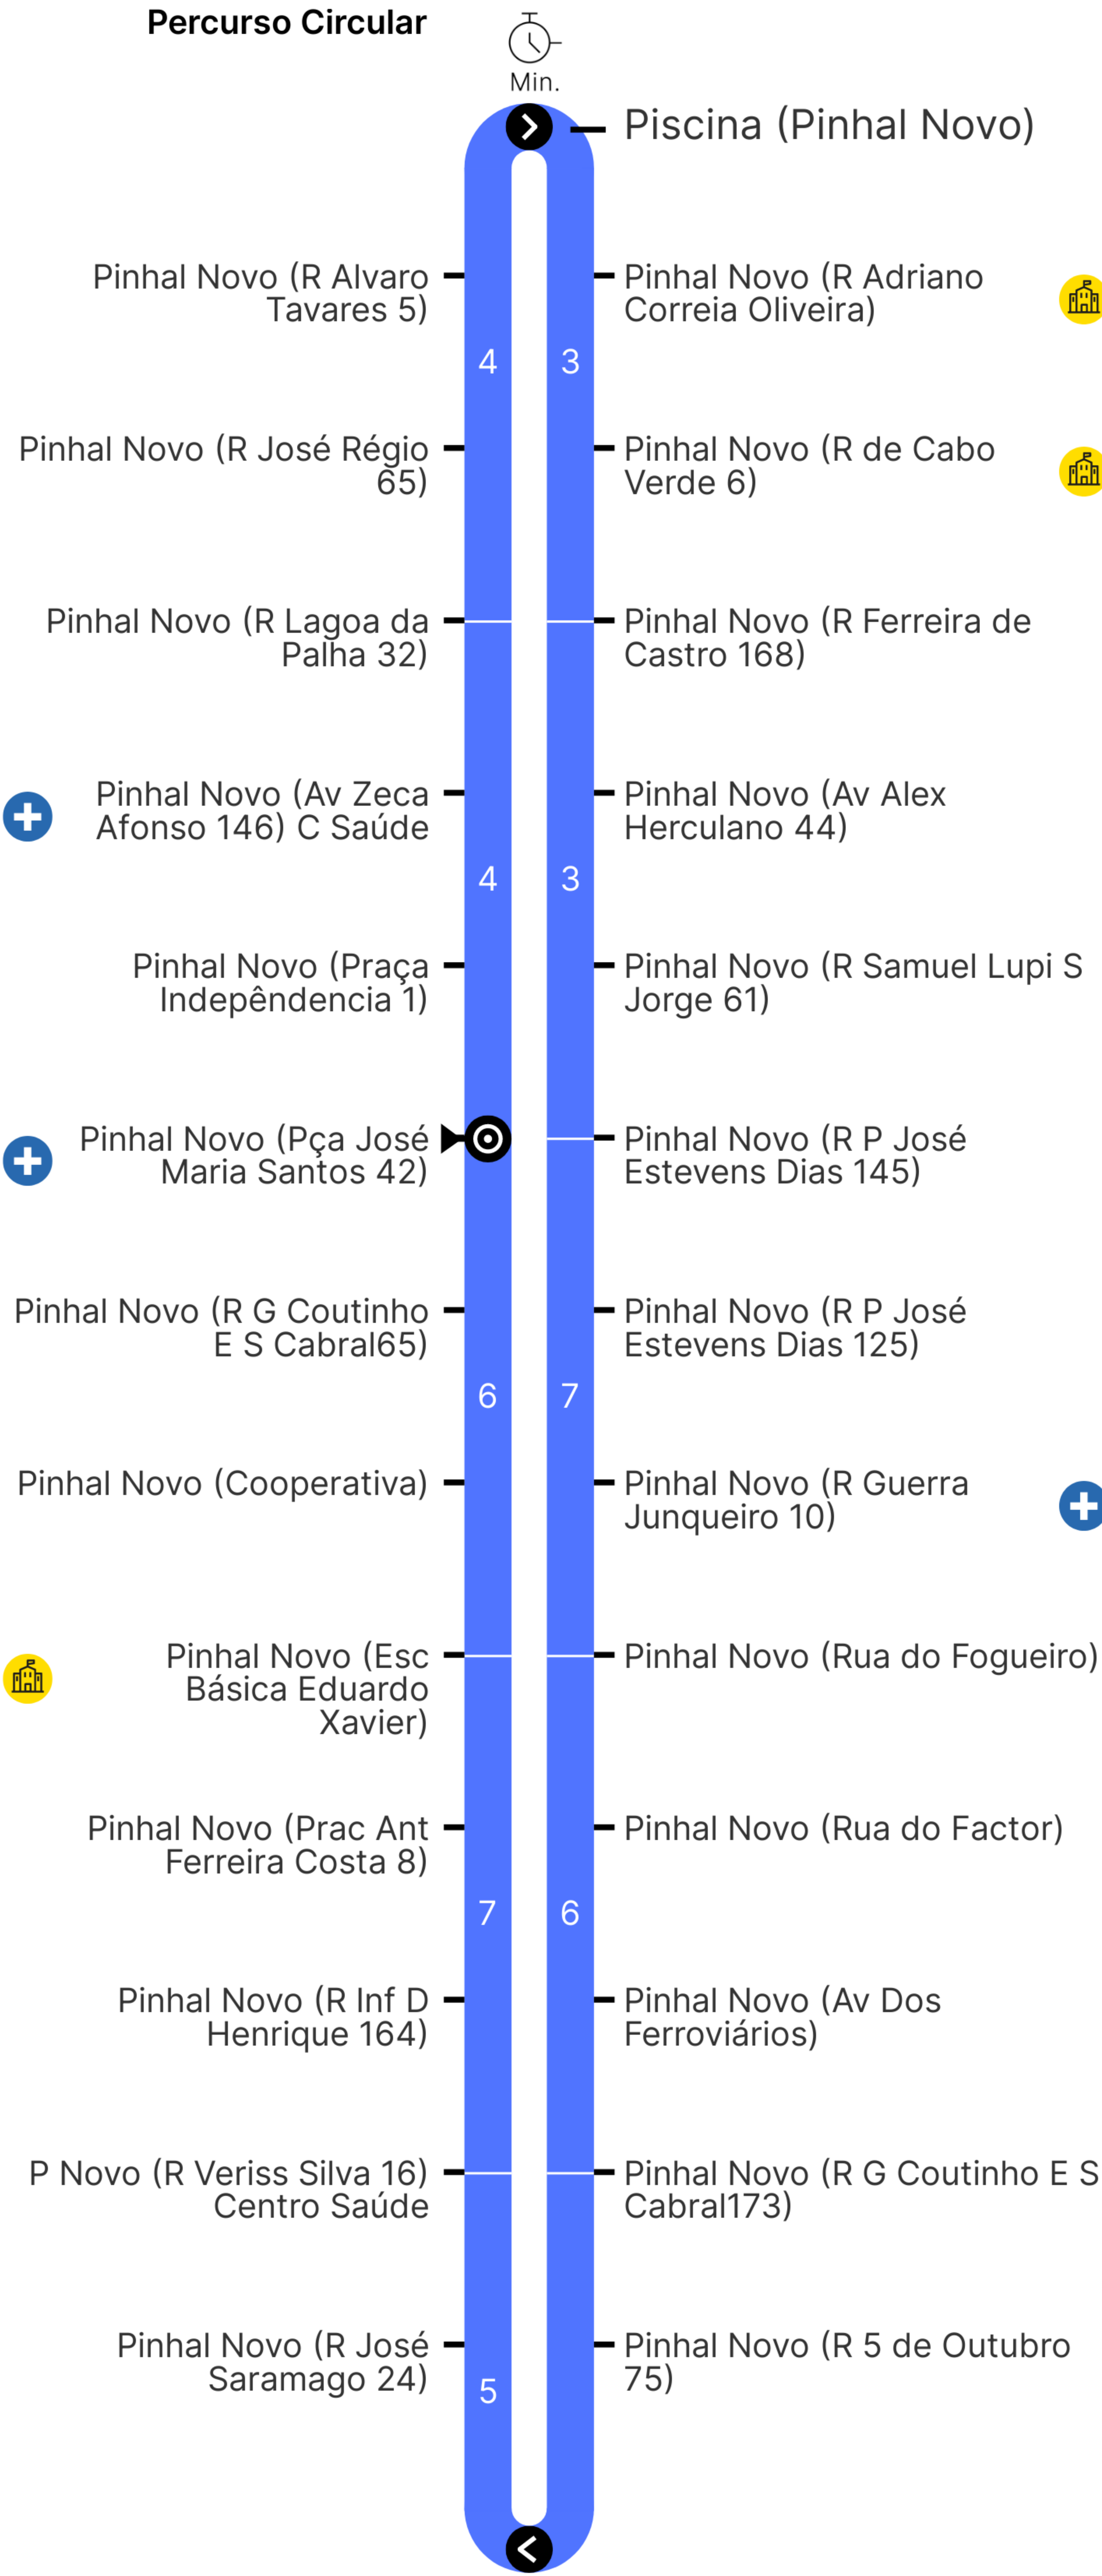 Percurso Circular
Min.
Piscina (Pinhal Novo)
Pinhal Novo (R Alvaro
Tavares 5)
Pinhal Novo (R Adriano
Correia Oliveira)
4
3
Pinhal Novo (R José Régio
65)
Pinhal Novo (R de Cabo
Verde 6)
Pinhal Novo (R Lagoa da
Palha 32)
Pinhal Novo (R Ferreira de
Castro 168)
Pinhal Novo (Av Zeca
Afonso 146) C Saúde
Pinhal Novo (Av Alex
Herculano 44)
4
3
Pinhal Novo (Praça
Indepêndencia 1)
Pinhal Novo (R Samuel Lupi S
Jorge 61)
Pinhal Novo (Pça José
Maria Santos 42)
Pinhal Novo (R P José
Estevens Dias 145)
Pinhal Novo (R G Coutinho
E S Cabral65)
Pinhal Novo (R P José
Estevens Dias 125)
6
7
Pinhal Novo (Cooperativa)
Pinhal Novo (R Guerra
Junqueiro 10)
Pinhal Novo (Esc
Básica Eduardo
Xavier)
Pinhal Novo (Rua do Fogueiro)
Pinhal Novo (Prac Ant
Ferreira Costa 8)
Pinhal Novo (Rua do Factor)
7
6
Pinhal Novo (R Inf D
Henrique 164)
Pinhal Novo (Av Dos
Ferroviários)
P Novo (R Veriss Silva 16)
Centro Saúde
Pinhal Novo (R G Coutinho E S
Cabral173)
Pinhal Novo (R José
Saramago 24)
Pinhal Novo (R 5 de Outubro
75)
5